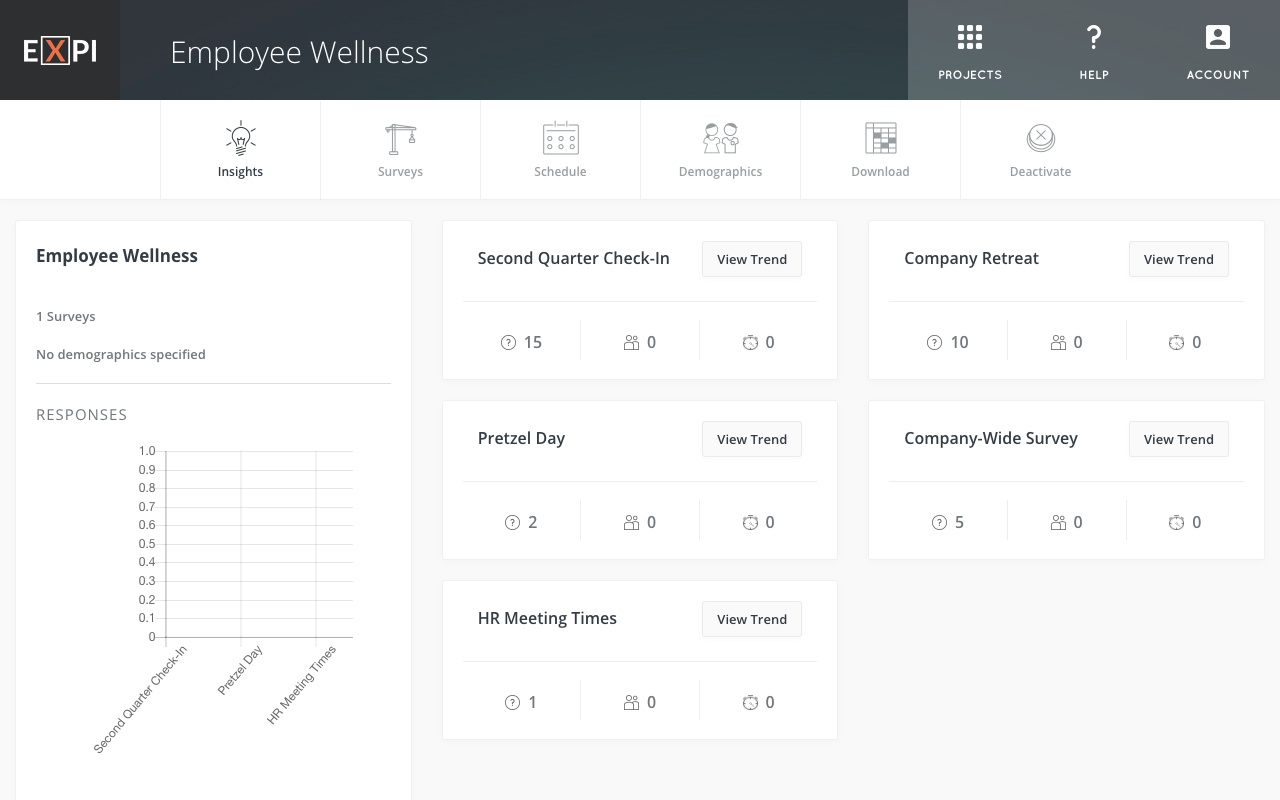 EXPI
Employee Wellness
PROJECTS
HELP
ACCOUNT
Insights
Surveys
Schedule
Demographics
Download
Deactivate
Employee Wellness
1 Surveys
No demographics specified
RESPONSES
1.0
0.9
0.8
0.7
0.6
0.5
0.4
0.3
0.2
0.1
0
Second Quarter Check-In
Pretzel Day
HR Meeting Times
Second Quarter Check-In
View Trend
? 15
0
0
Company Retreat
View Trend
? 10
0
0
Pretzel Day
View Trend
? 2
0
0
Company-Wide Survey
View Trend
? 5
0
0
HR Meeting Times
View Trend
? 1
0
0